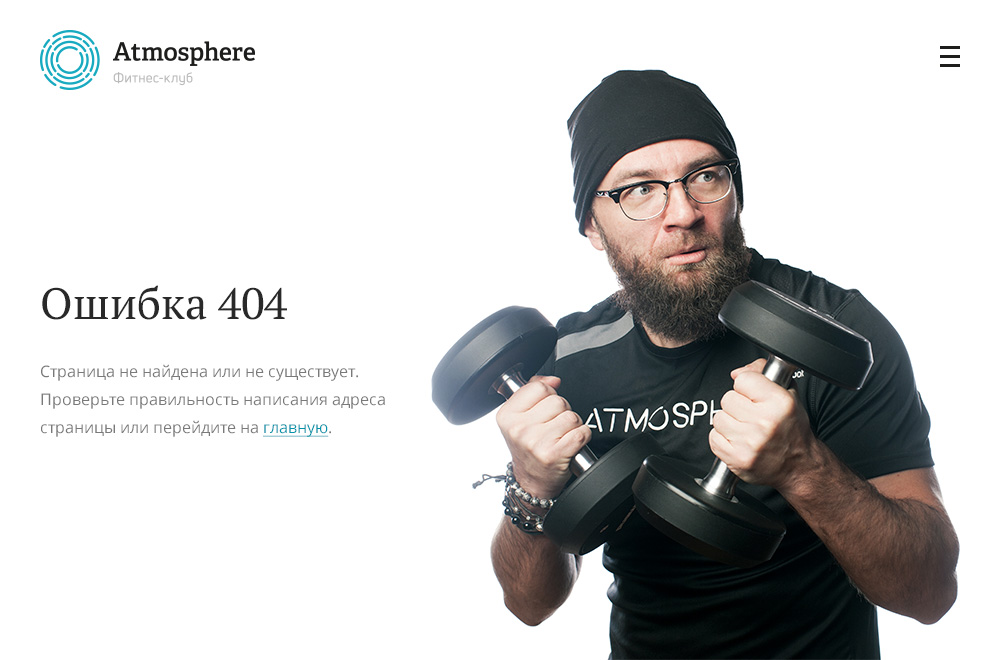 Atmosphere
Фитнес-клуб
Ошибка 404
Страница не найдена или не существует.
Проверьте правильность написания адреса
страницы или перейдите на главную.
ATMOSPH